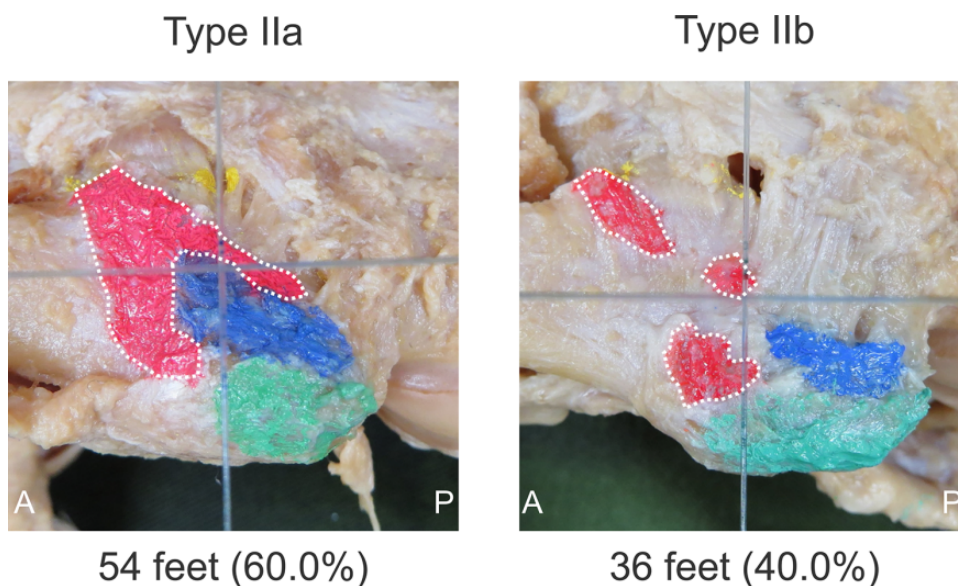 Type IIa
Type IIb
A
P
A
P
54 feet (60.0%)
36 feet (40.0%)